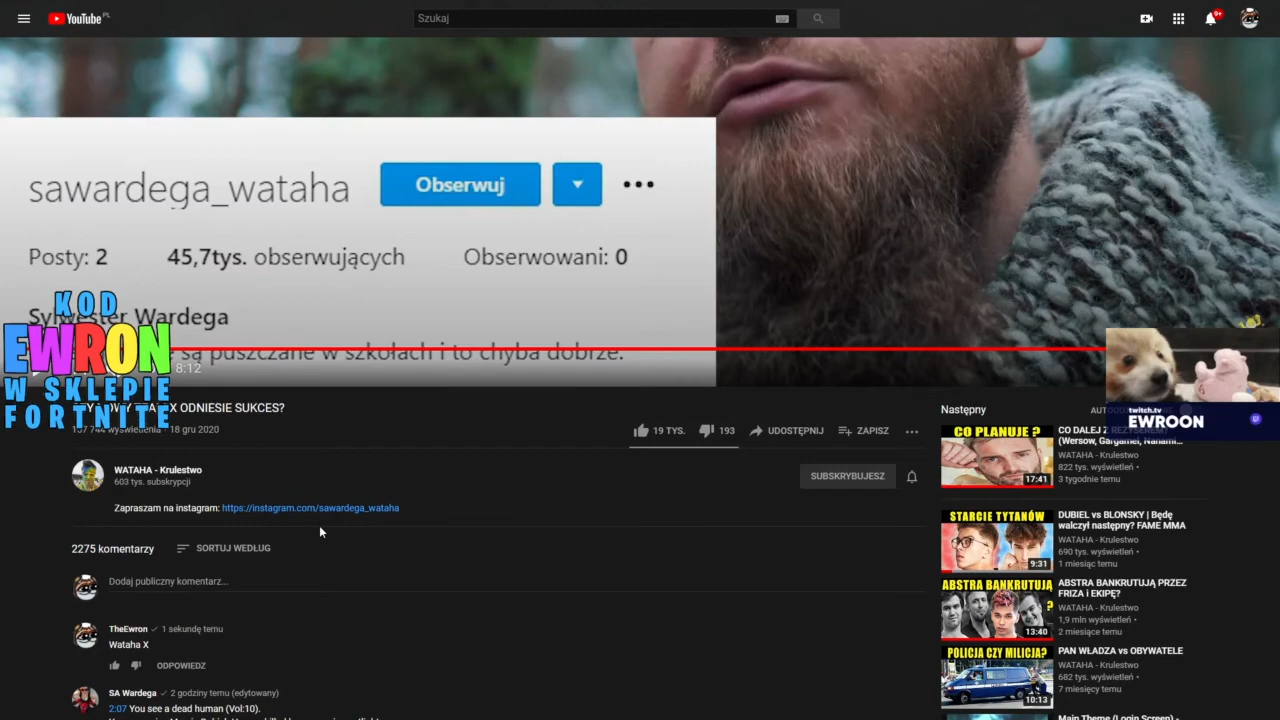 YouTube PL
Szukaj
9+
sawardega_wataha
Obserwuj
Posty: 2
45,7tys. obserwujących
Obserwowani: 0
Sylwester Wardega
są puszczane w szkołach i to chyba dobrze.
8:12
KOD
EWRON
W SKLEPIE
FORTNITE
ODNIESIE SUKCES?
wyświetlenia • 18 gru 2020
19 TYS.
193
UDOSTĘPNIJ
ZAPISZ
WATAHA - Krulestwo
603 tys. subskrypcji
SUBSKRYBUJESZ
Zapraszam na instagram: https://instagram.com/sawardega_wataha
2275 komentarzy
SORTUJ WEDŁUG
Dodaj publiczny komentarz...
TheEwron 1 sekundę temu
Wataha X
ODPOWIEDZ
SA Wardega 2 godziny temu (edytowany)
2:07 You see a dead human (Vol:10).
Następny
twitch.tv
EWROON
CO PLANUJE ?
17:41
CO DALEJ Z
(Wersow, Gargamel, Nanami...
WATAHA - Krulestwo
822 tys. wyświetleń •
3 tygodnie temu
STARCIE TYTANÓW
9:31
DUBIEL vs BLONSKY | Będę
walczył następny? FAME MMA
WATAHA - Krulestwo
690 tys. wyświetleń •
1 miesiąc temu
ABSTRA BANKRUTUJĄ
?
13:40
ABSTRA BANKRUTUJĄ PRZEZ
FRIZA i EKIPĘ?
WATAHA - Krulestwo
1,9 mln wyświetleń •
2 miesiące temu
POLICJA CZY MILICJA?
10:13
PAN WŁADZA vs OBYWATELE
WATAHA - Krulestwo
682 tys. wyświetleń •
7 miesięcy temu
Main Theme (Login Screen) -